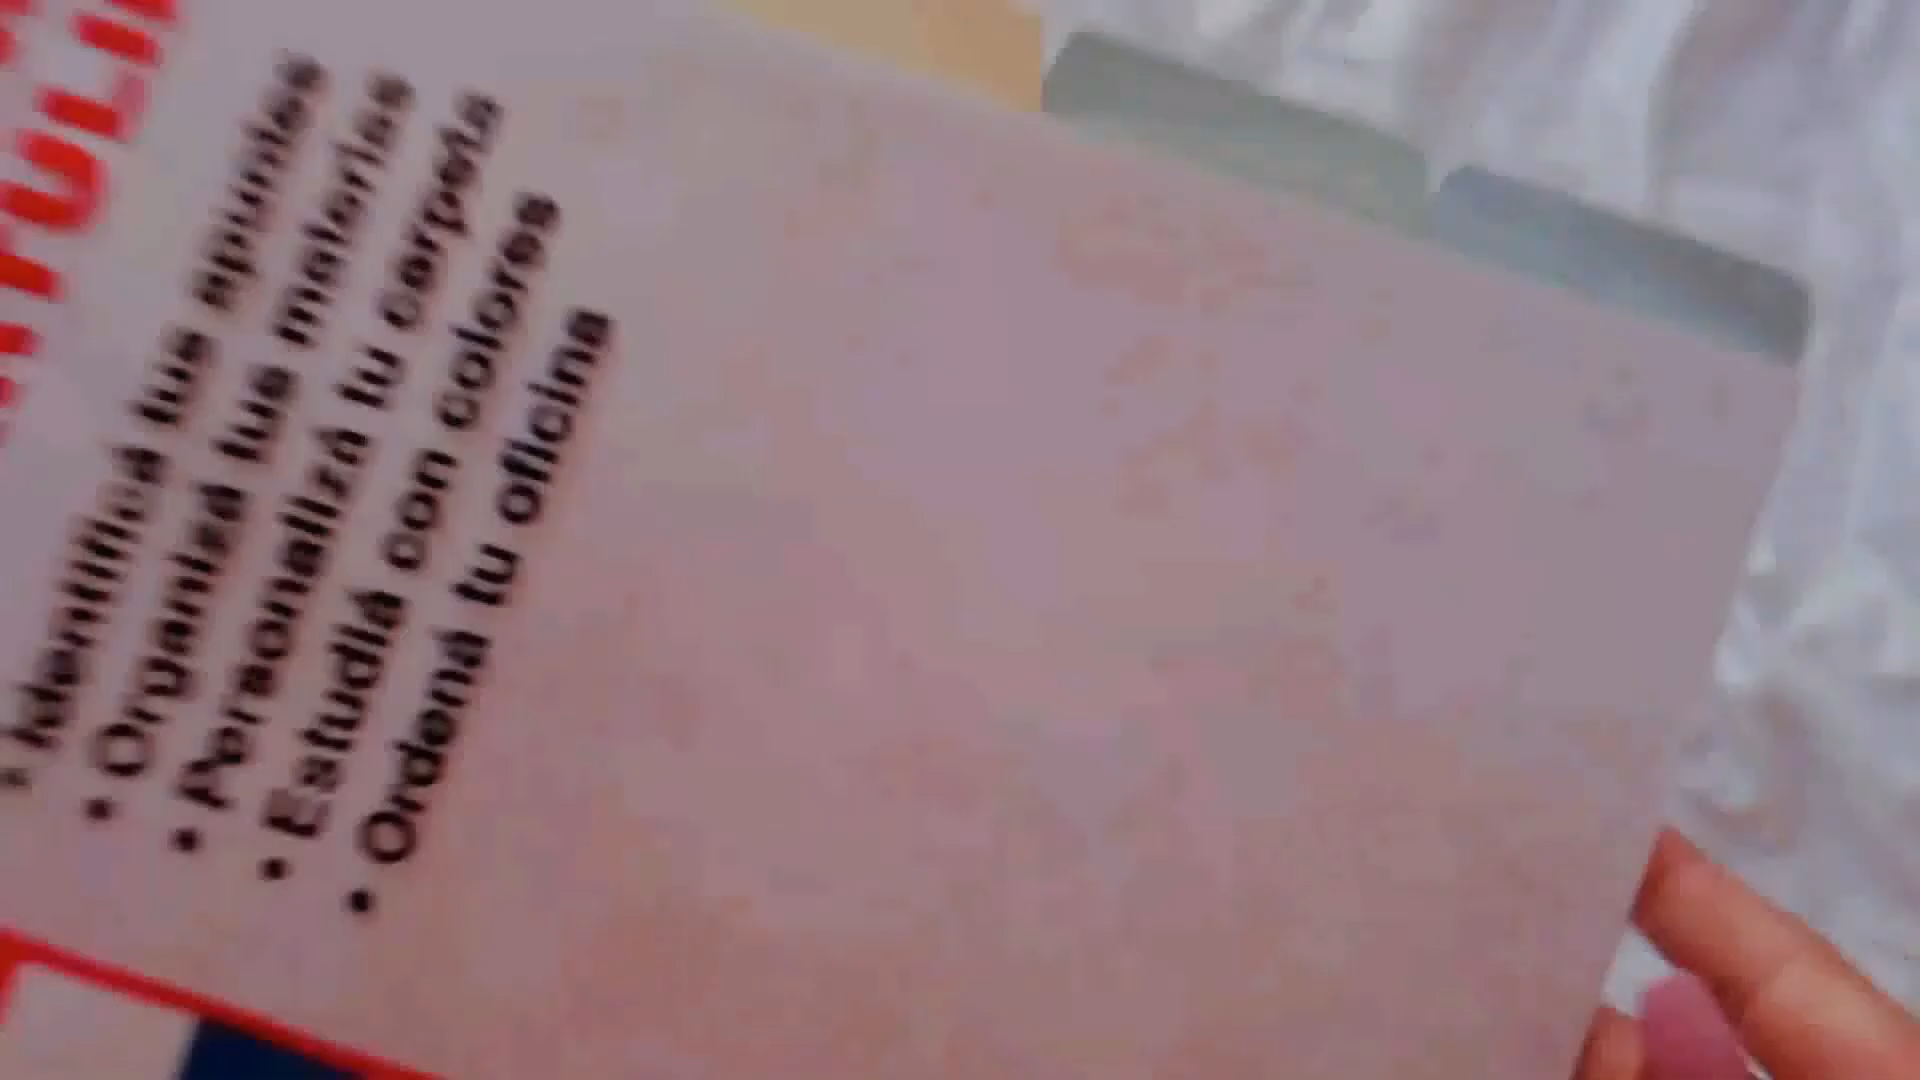 • Identificá tus apuntes
• Organizá tus materias
• Personalizá tu carpeta
• Estudiá con colores
• Ordená tu oficina